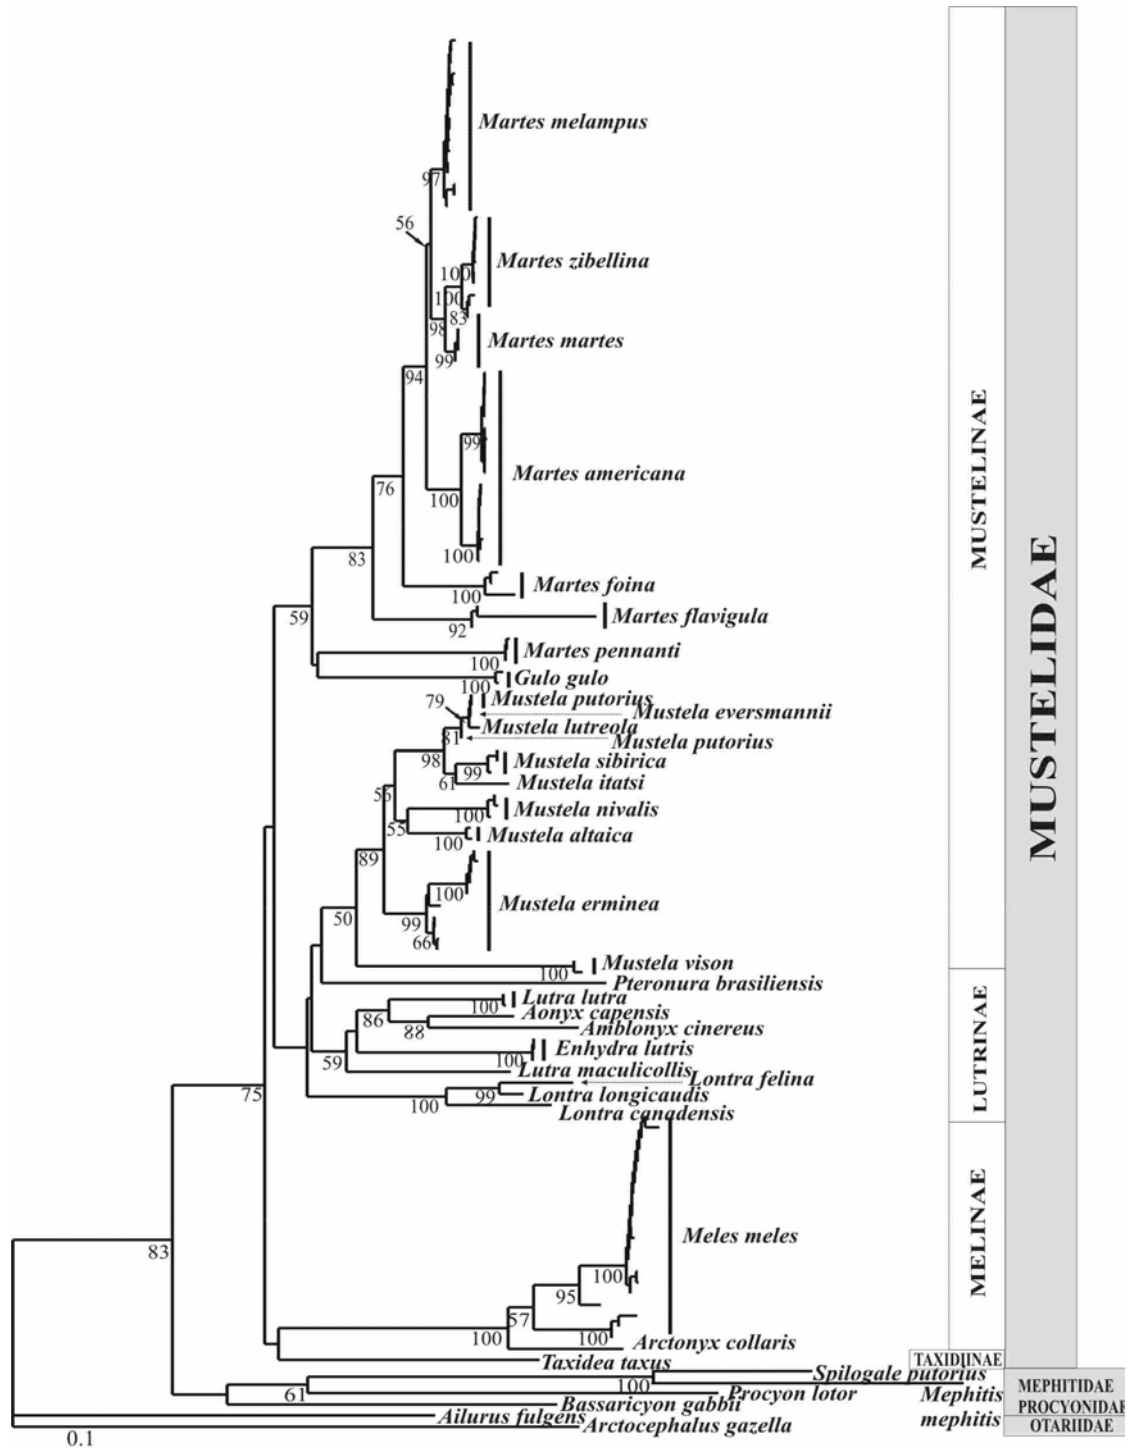 Martes melampus
97
56
Martes zibellina
100
100
83
98
Martes martes
99
94
99
Martes americana
76
100
100
83
Martes foina
100
59
Martes flavigula
92
Martes pennanti
100
Gulo gulo
100
Mustela putorius
79
Mustela eversmannii
Mustela lutreola
81
Mustela putorius
98
Mustela sibirica
99
61
Mustela itatsi
Mustela nivalis
100
55
Mustela altaica
100
89
100
Mustela erminea
50
99
66
Mustela vison
100
Pteronura brasiliensis
Lutra lutra
100
Aonyx capensis
86
88
Amblonyx cinereus
Enhydra lutris
100
59
Lutra maculicollis
Lontra felina
75
99
Lontra longicaudis
100
Lontra canadensis
Meles meles
83
100
95
57
100
100
Arctonyx collaris
Taxidea taxus
Spilogale putorius
100
61
Procyon lotor
Mephitis
mephitis
Bassaricyon gabbii
Ailurus fulgens
Arctocephalus gazella
0.1
MUSTELINAE
LUTRINAE
MELINAE
TAXIDIINAE
MUSTELIDAE
MEPHITIDAE
PROCYONIDAE
OTARIIDAE